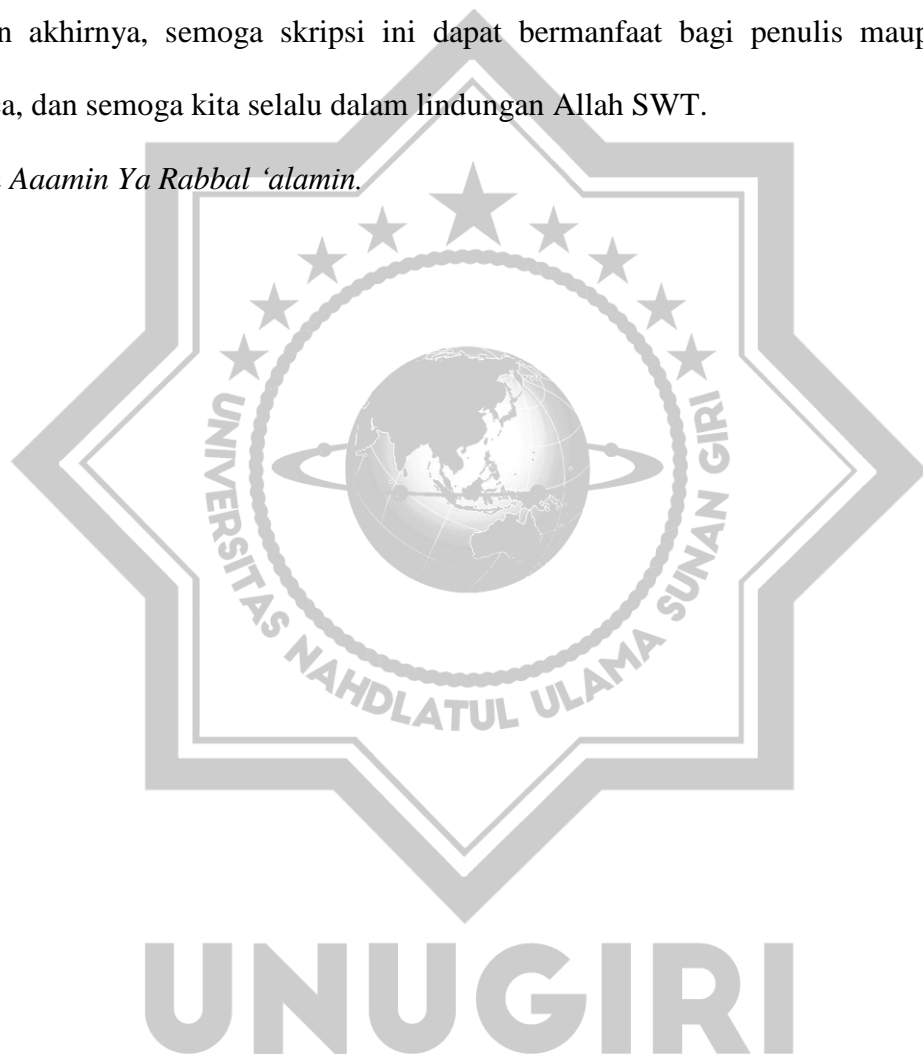 n akhirnya, semoga skripsi ini dapat bermanfaat bagi penulis maup
a, dan semoga kita selalu dalam lindungan Allah SWT.
Aaamin Ya Rabbal ‘alamin.
UNIVERSITAS NAHDLATUL ULAMA SUNAN GIRI
UNUGIRI